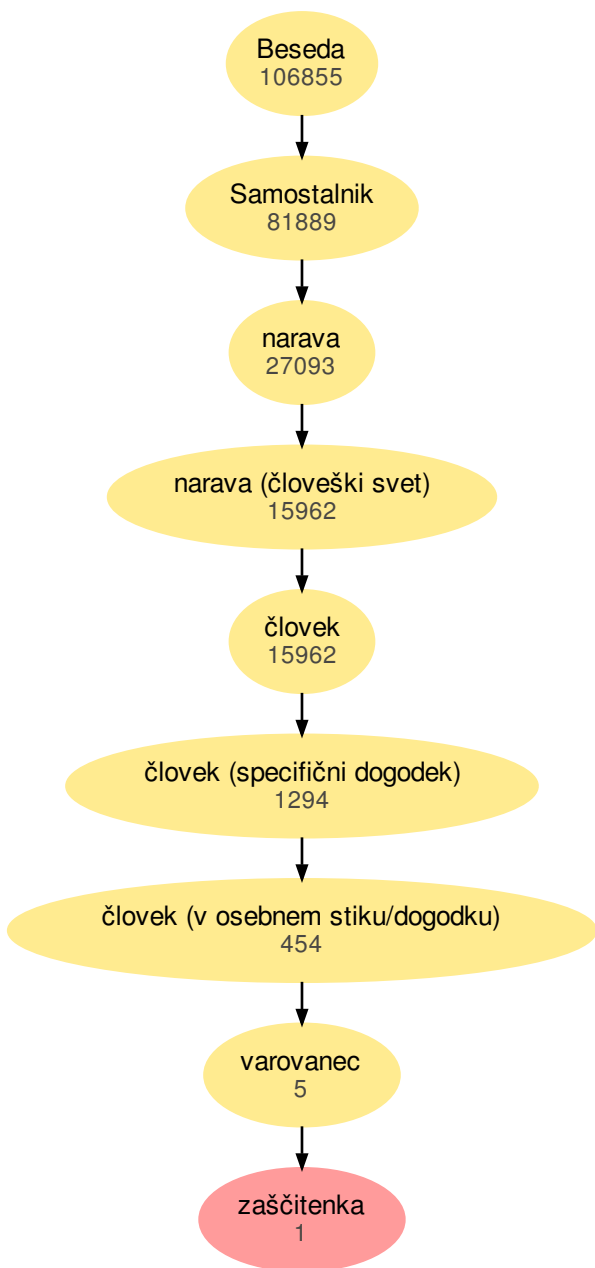 Beseda
106855
Samostalnik
81889
narava
27093
narava (človeški svet)
15962
človek
15962
človek (specifični dogodek)
1294
človek (v osebnem stiku/dogodku)
454
varovanec
5
zaščitenka
1